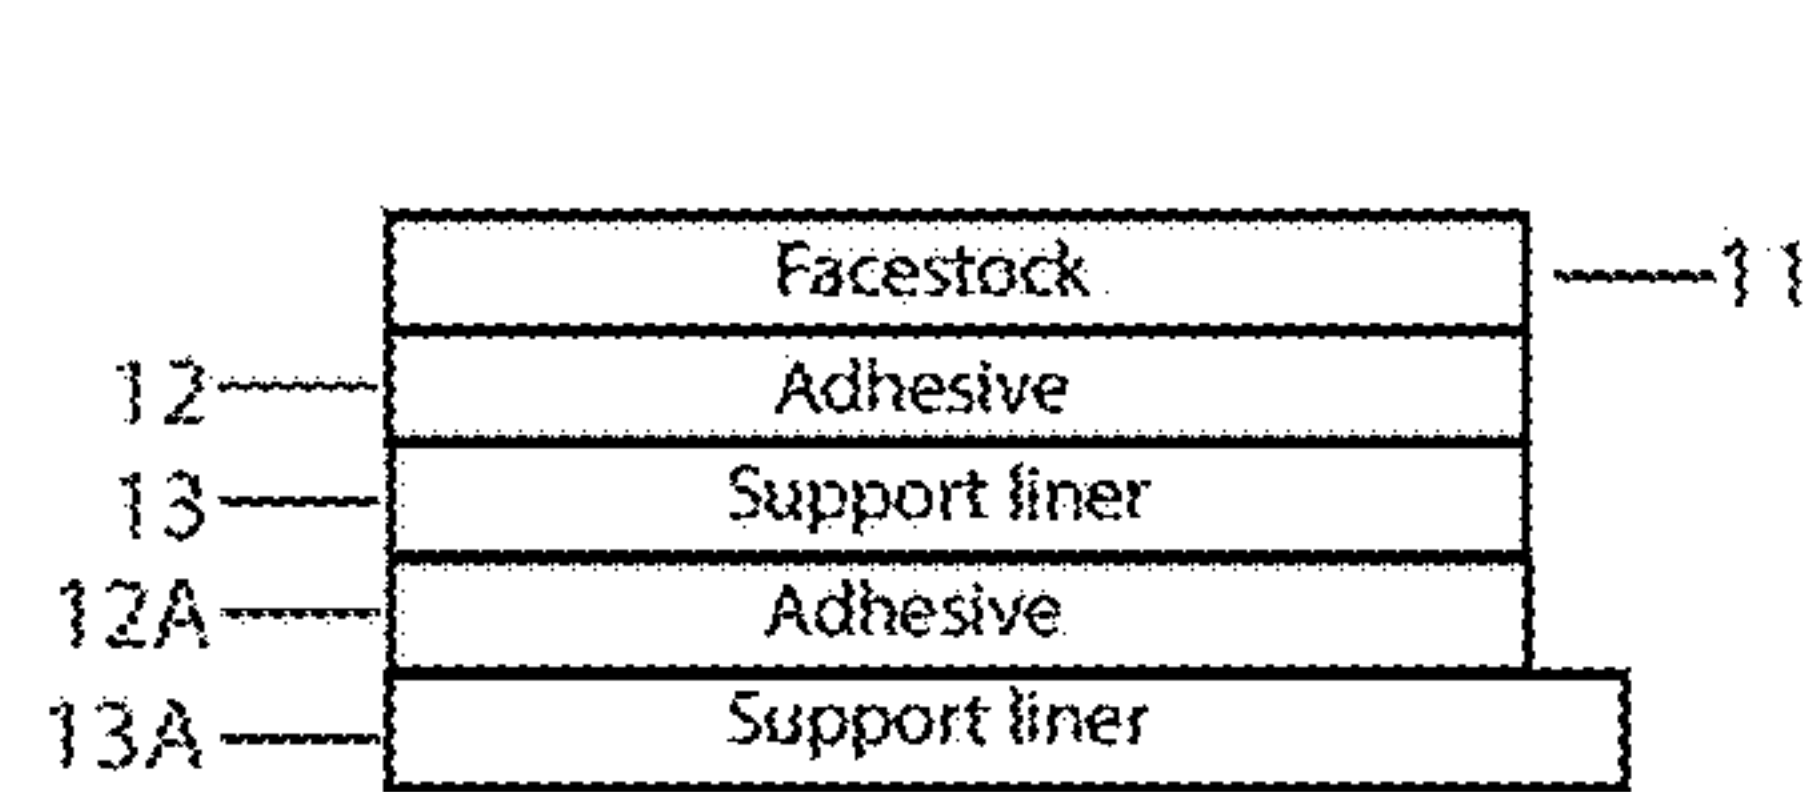 Facestock 11
12 Adhesive
13 Support liner
12A Adhesive
13A Support liner